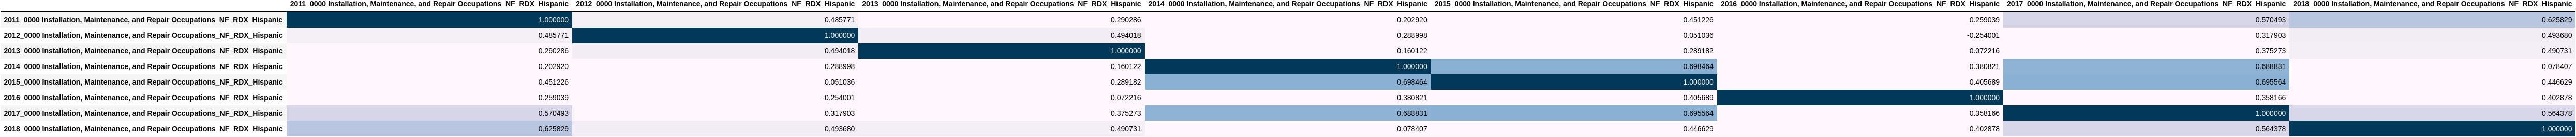 2011_0000 Installation, Maintenance, and Repair Occupations_NF_RDX_Hispanic 2012_0000 Installation, Maintenance, and Repair Occupations_NF_RDX_Hispanic 2013_0000 Installation, Maintenance, and Repair Occupations_NF_RDX_Hispanic 2014_0000 Installation, Maintenance, and Repair Occupations_NF_RDX_Hispanic 2015_0000 Installation, Maintenance, and Repair Occupations_NF_RDX_Hispanic 2016_0000 Installation, Maintenance, and Repair Occupations_NF_RDX_Hispanic 2017_0000 Installation, Maintenance, and Repair Occupations_NF_RDX_Hispanic 2018_0000 Installation, Maintenance, and Repair Occupations_NF_RDX_Hispanic
2011_0000 Installation, Maintenance, and Repair Occupations_NF_RDX_Hispanic 1.000000 0.485771 0.290286 0.202920 0.451226 0.259039 0.570493 0.625829
2012_0000 Installation, Maintenance, and Repair Occupations_NF_RDX_Hispanic 0.485771 1.000000 0.494018 0.288998 0.051036 -0.254001 0.317903 0.493680
2013_0000 Installation, Maintenance, and Repair Occupations_NF_RDX_Hispanic 0.290286 0.494018 1.000000 0.160122 0.289182 0.072216 0.375273 0.490731
2014_0000 Installation, Maintenance, and Repair Occupations_NF_RDX_Hispanic 0.202920 0.288998 0.160122 1.000000 0.698464 0.380821 0.688831 0.078407
2015_0000 Installation, Maintenance, and Repair Occupations_NF_RDX_Hispanic 0.451226 0.051036 0.289182 0.698464 1.000000 0.405689 0.695564 0.446629
2016_0000 Installation, Maintenance, and Repair Occupations_NF_RDX_Hispanic 0.259039 -0.254001 0.072216 0.380821 0.405689 1.000000 0.358166 0.402878
2017_0000 Installation, Maintenance, and Repair Occupations_NF_RDX_Hispanic 0.570493 0.317903 0.375273 0.688831 0.695564 0.358166 1.000000 0.564378
2018_0000 Installation, Maintenance, and Repair Occupations_NF_RDX_Hispanic 0.625829 0.493680 0.490731 0.078407 0.446629 0.402878 0.564378 1.000000